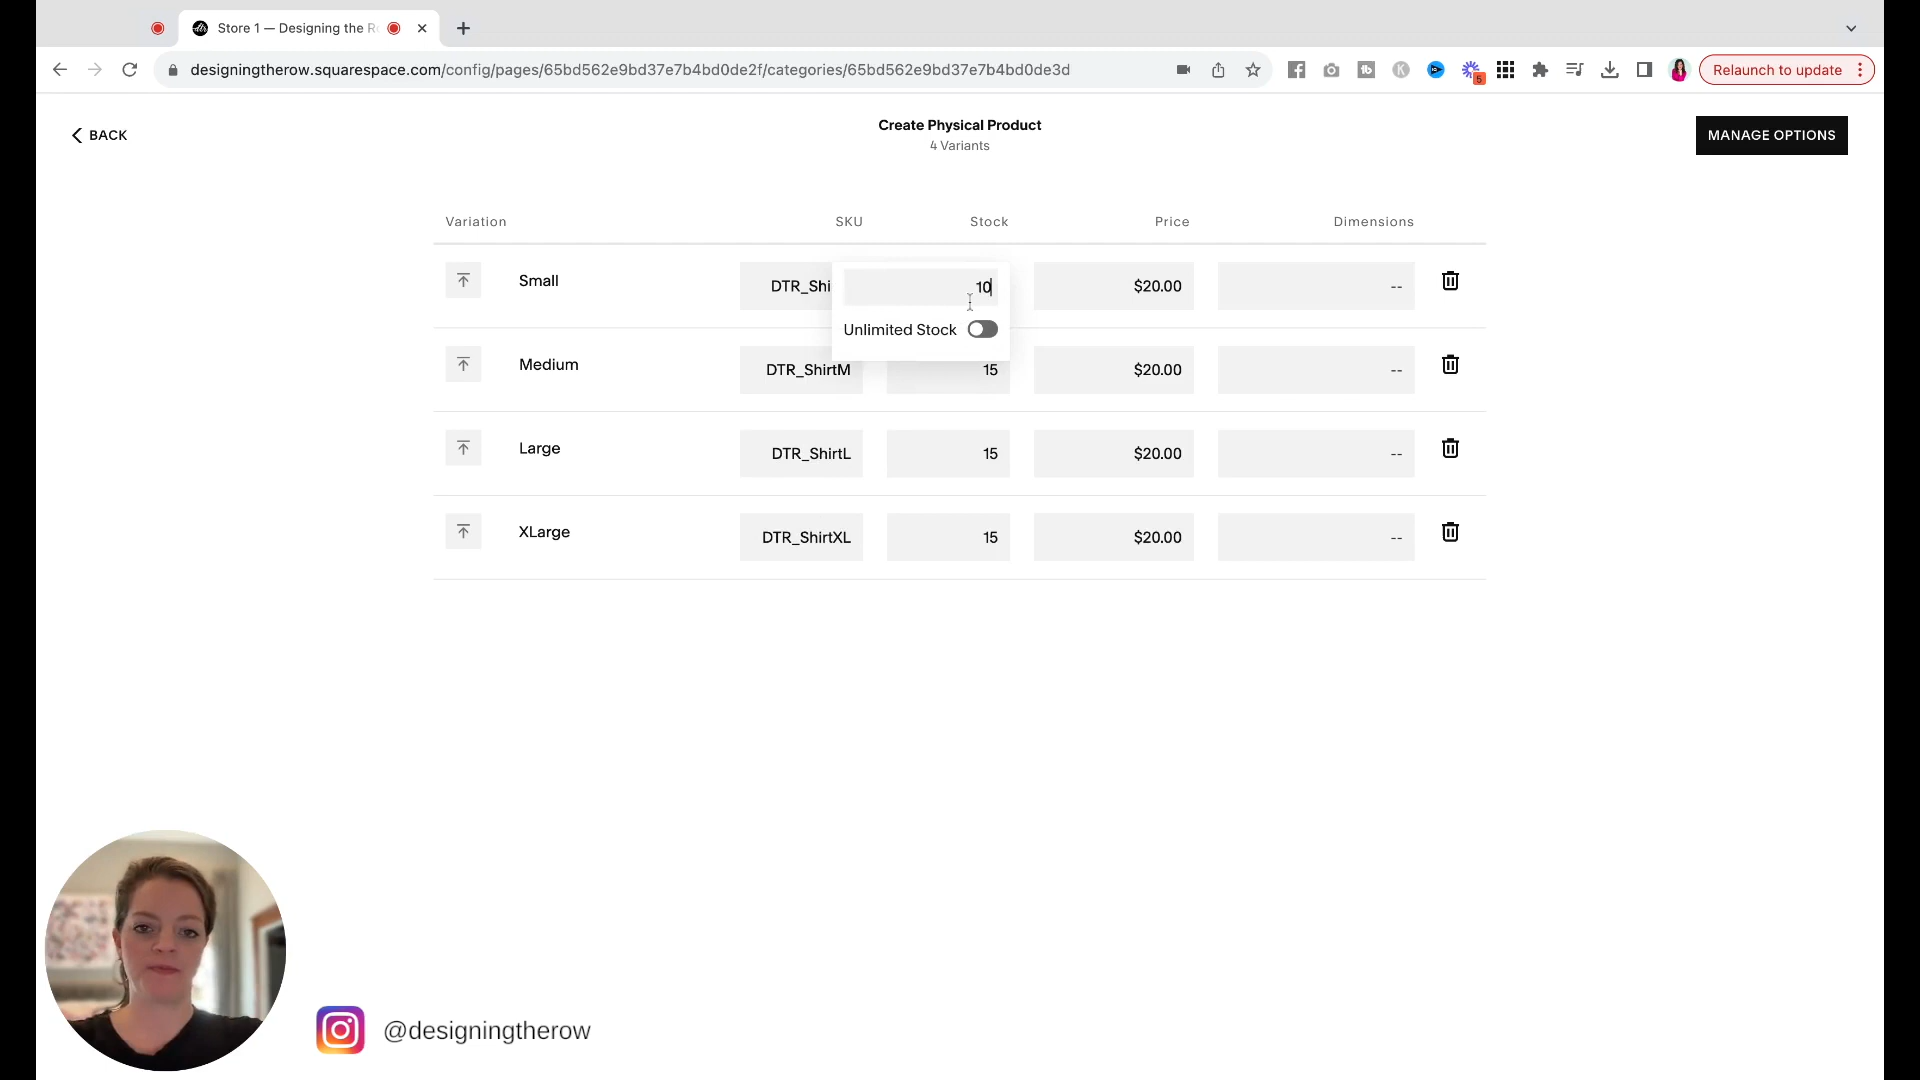 Store 1 — Designing the R
designingtherow.squarespace.com/config/pages/65bd562e9bd37e7b4bd0de2f/categories/65bd562e9bd37e7b4bd0de3d
5
Relaunch to update
BACK
Create Physical Product
4 Variants
MANAGE OPTIONS
Variation SKU Stock Price Dimensions
Small DTR_Shi 10 $20.00 --
Unlimited Stock
Medium DTR_ShirtM 15 $20.00 --
Large DTR_ShirtL 15 $20.00 --
XLarge DTR_ShirtXL 15 $20.00 --
@designingtherow